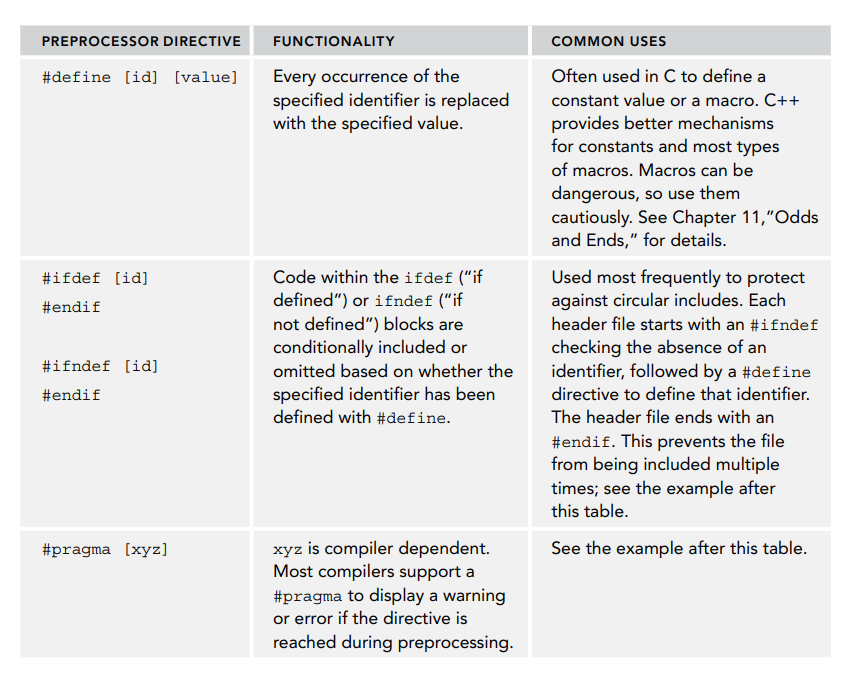 PREPROCESSOR DIRECTIVE FUNCTIONALITY COMMON USES
#define [id] [value]
Every occurrence of the
specified identifier is replaced
with the specified value.
Often used in C to define a
constant value or a macro. C++
provides better mechanisms
for constants and most types
of macros. Macros can be
dangerous, so use them
cautiously. See Chapter 11,“Odds
and Ends,” for details.
#ifdef [id]
#endif
#ifndef [id]
#endif
Code within the ifdef (“if
defined”) or ifndef (“if
not defined”) blocks are
conditionally included or
omitted based on whether the
specified identifier has been
defined with #define.
Used most frequently to protect
against circular includes. Each
header file starts with an #ifndef
checking the absence of an
identifier, followed by a #define
directive to define that identifier.
The header file ends with an
#endif. This prevents the file
from being included multiple
times; see the example after
this table.
#pragma [xyz]
xyz is compiler dependent.
Most compilers support a
#pragma to display a warning
or error if the directive is
reached during preprocessing.
See the example after this table.